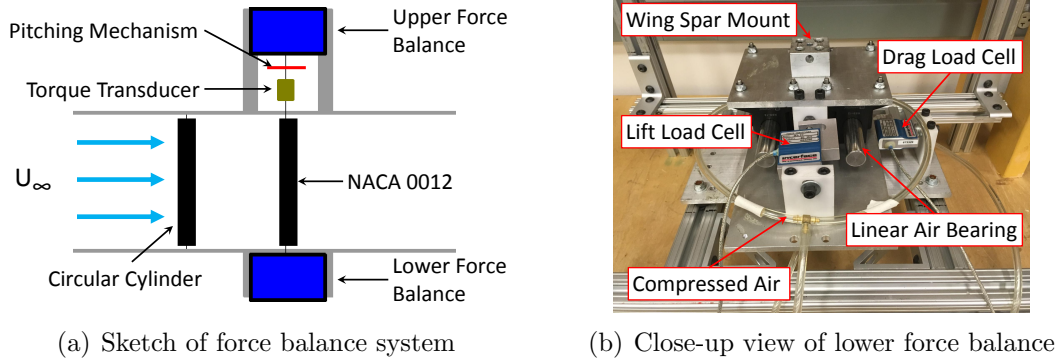 Pitching Mechanism
Upper Force
Balance
Torque Transducer
U∞
NACA 0012
Circular Cylinder
Lower Force
Balance
(a) Sketch of force balance system
Wing Spar Mount
Drag Load Cell
Lift Load Cell
Linear Air Bearing
Compressed Air
(b) Close-up view of lower force balance